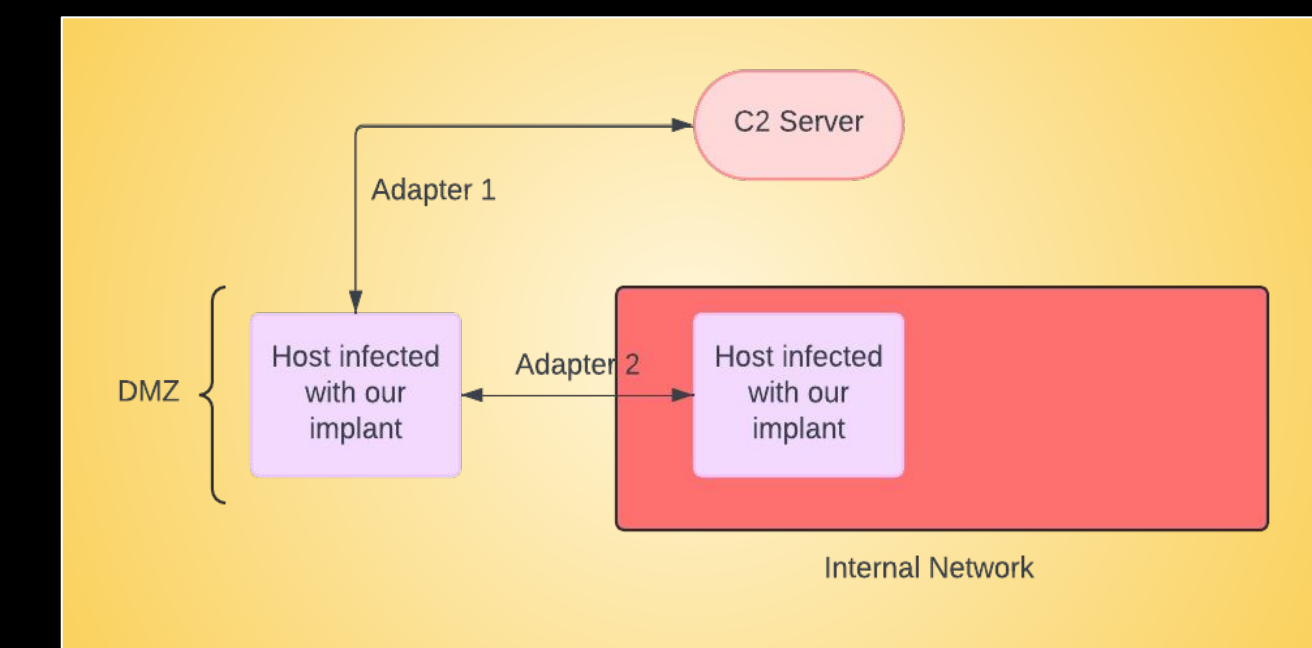 C2 Server
Adapter 1
DMZ
Host infected
with our
implant
Adapter 2
Host infected
with our
implant
Internal Network